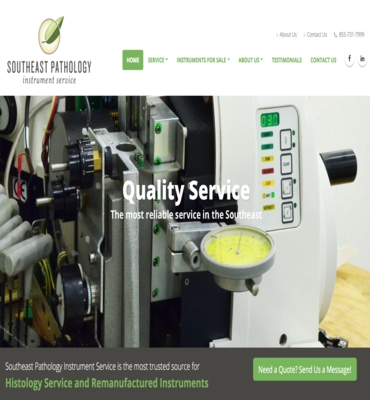 About Us
Contact Us
855-731-7999
SOUTHEAST PATHOLOGY
instrument service
HOME
SERVICE
INSTRUMENTS FOR SALE
ABOUT US
TESTIMONIALS
CONTACT US
f
in
03.0
Quality Service
The most reliable service in the Southeast
Southeast Pathology Instrument Service is the most trusted source for
Histology Service and Remanufactured Instruments
Need a Quote? Send Us a Message!